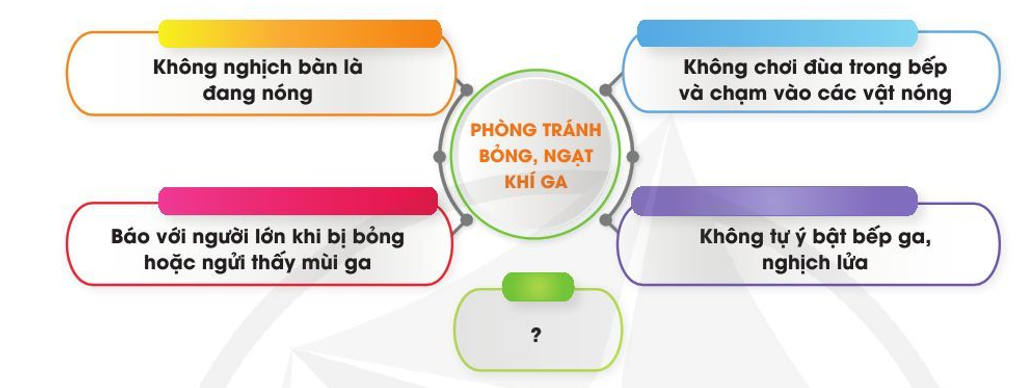 Không nghịch bàn là
đang nóng
Không chơi đùa trong bếp
và chạm vào các vật nóng
PHÒNG TRÁNH
BỎNG, NGẠT
KHÍ GA
Báo với người lớn khi bị bỏng
hoặc ngửi thấy mùi ga
Không tự ý bật bếp ga,
nghịch lửa
?